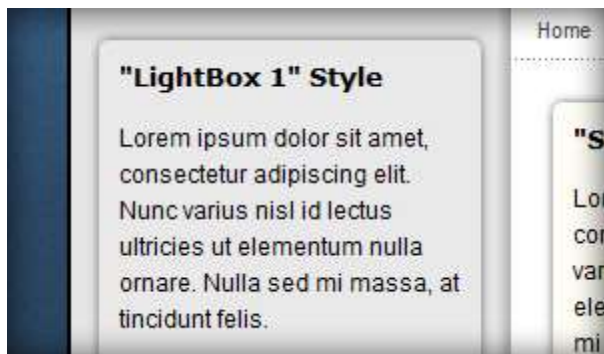 "LightBox 1" Style
Lorem ipsum dolor sit amet,
consectetur adipiscing elit.
Nunc varius nisl id lectus
ultricies ut elementum nulla
ornare. Nulla sed mi massa, at
tincidunt felis.
Home